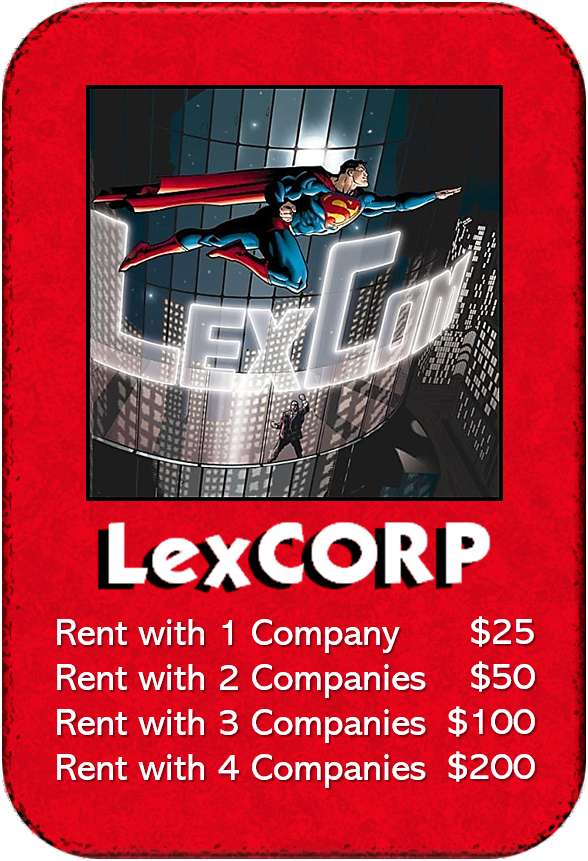 LEXCOM
LexCORP
Rent with 1 Company $25
Rent with 2 Companies $50
Rent with 3 Companies $100
Rent with 4 Companies $200